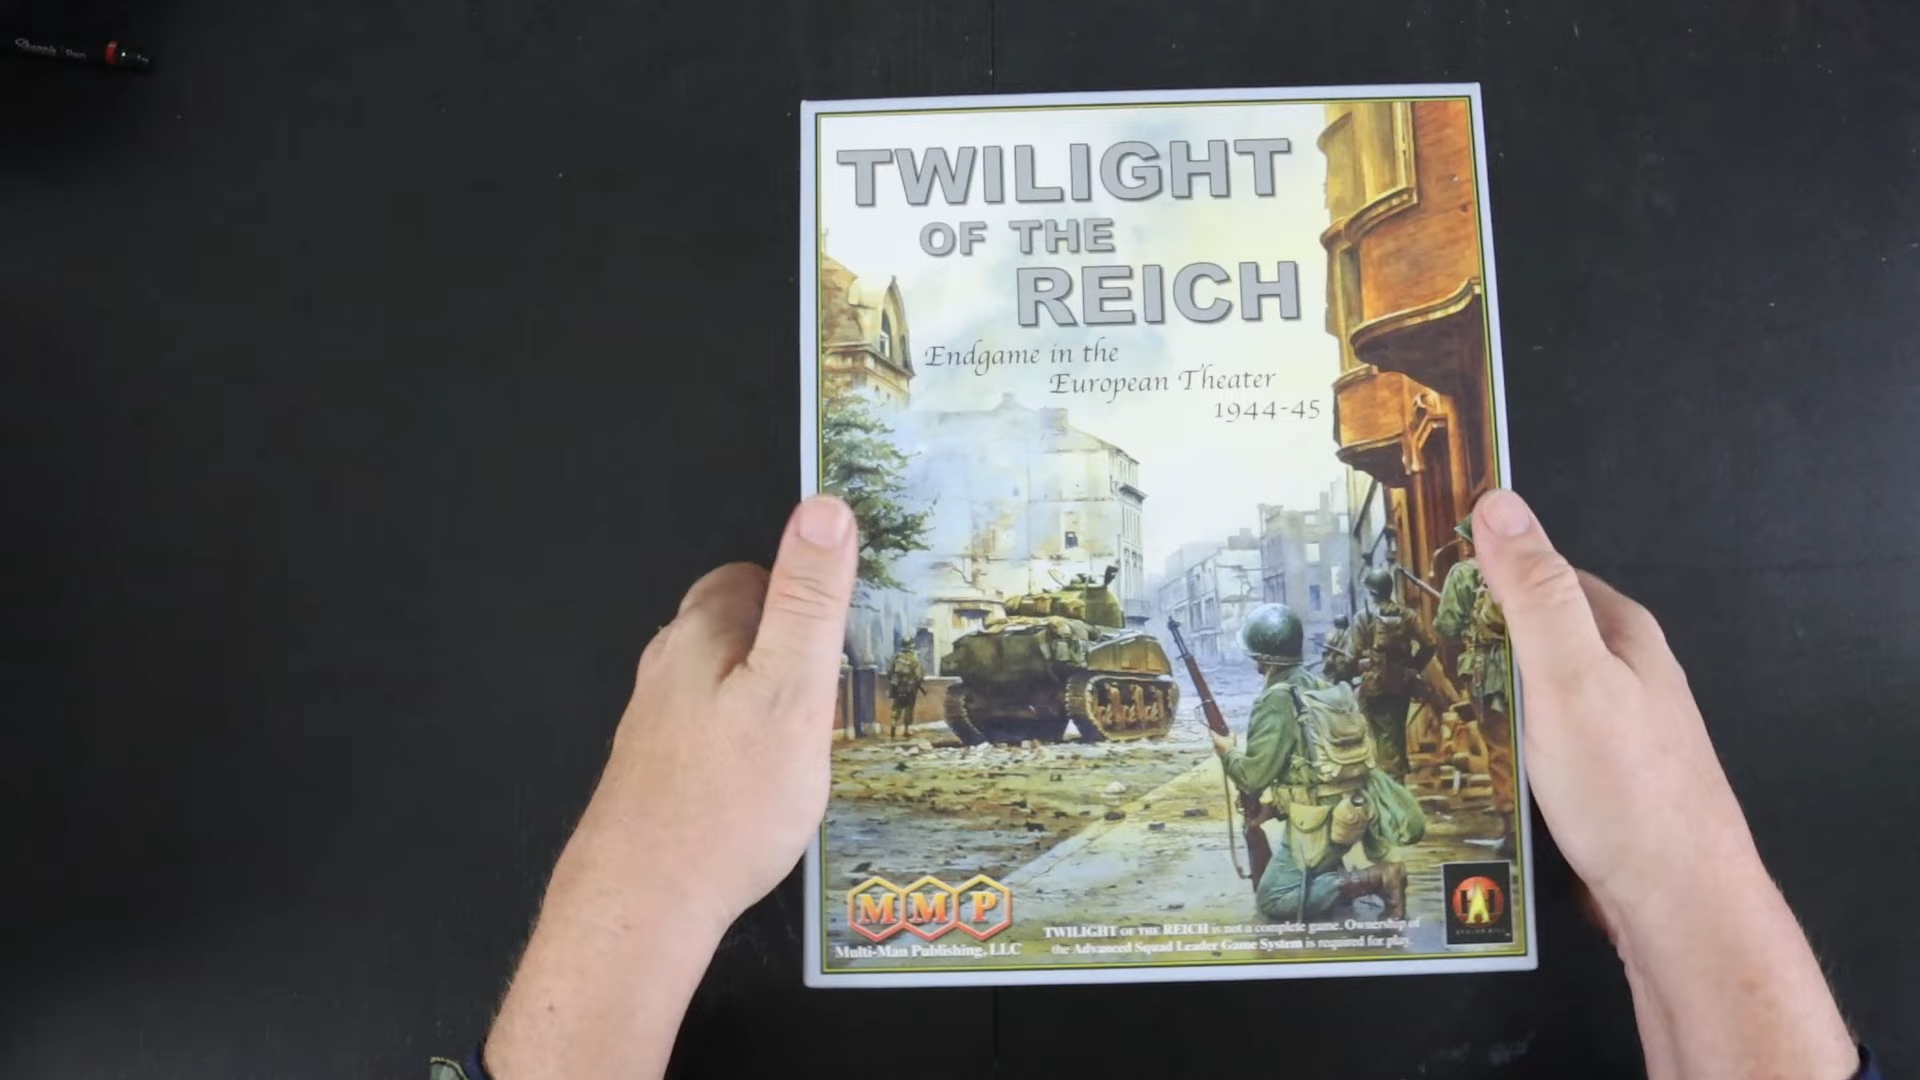 TWILIGHT
OF THE
REICH
Endgame in the
European Theater
1944-45
MMP
Multi-Man Publishing, LLC
TWILIGHT OF THE REICH is not a complete game. Ownership of
the Advanced Squad Leader Game System is required for play.